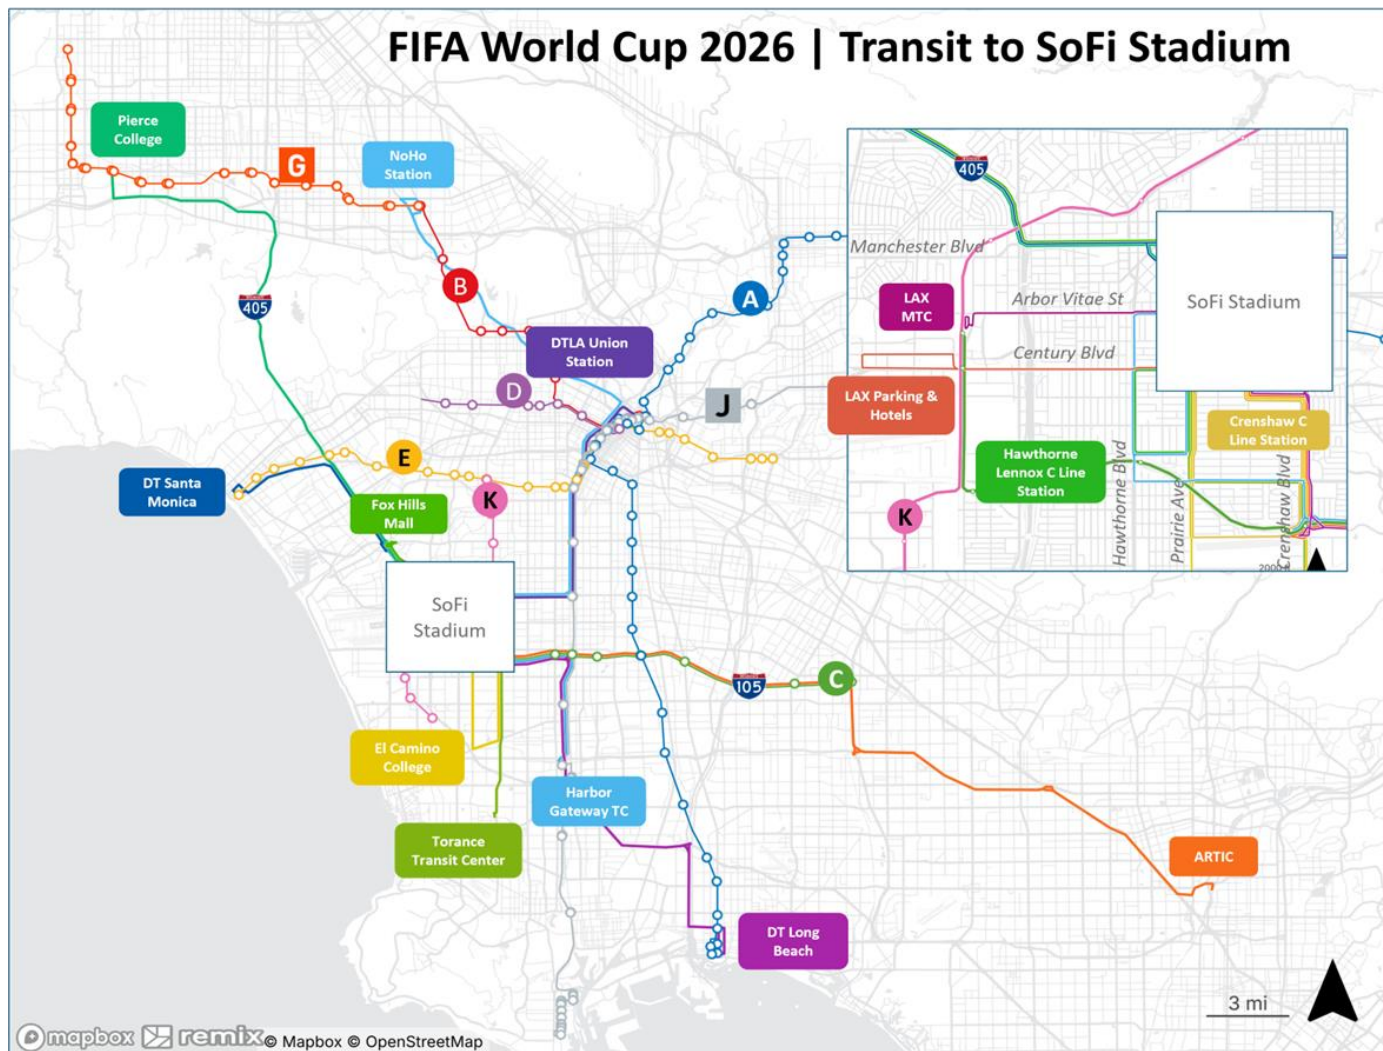 FIFA World Cup 2026 | Transit to SoFi Stadium
Pierce
College
G
NoHo
Station
405
B
A
DTLA Union
Station
D
J
E
DT Santa
Monica
K
Fox Hills
Mall
SoFi
Stadium
105
C
El Camino
College
Harbor
Gateway TC
Torance
Transit Center
ARTIC
DT Long
Beach
405
Manchester Blvd
LAX
MTC
Arbor Vitae St
SoFi Stadium
Century Blvd
LAX Parking &
Hotels
Crenshaw C
Line Station
Hawthorne
Lennox C Line
Station
Hawthorne Blvd
Prairie Ave
Crenshaw Blvd
K
3 mi
mapbox remix © Mapbox © OpenStreetMap